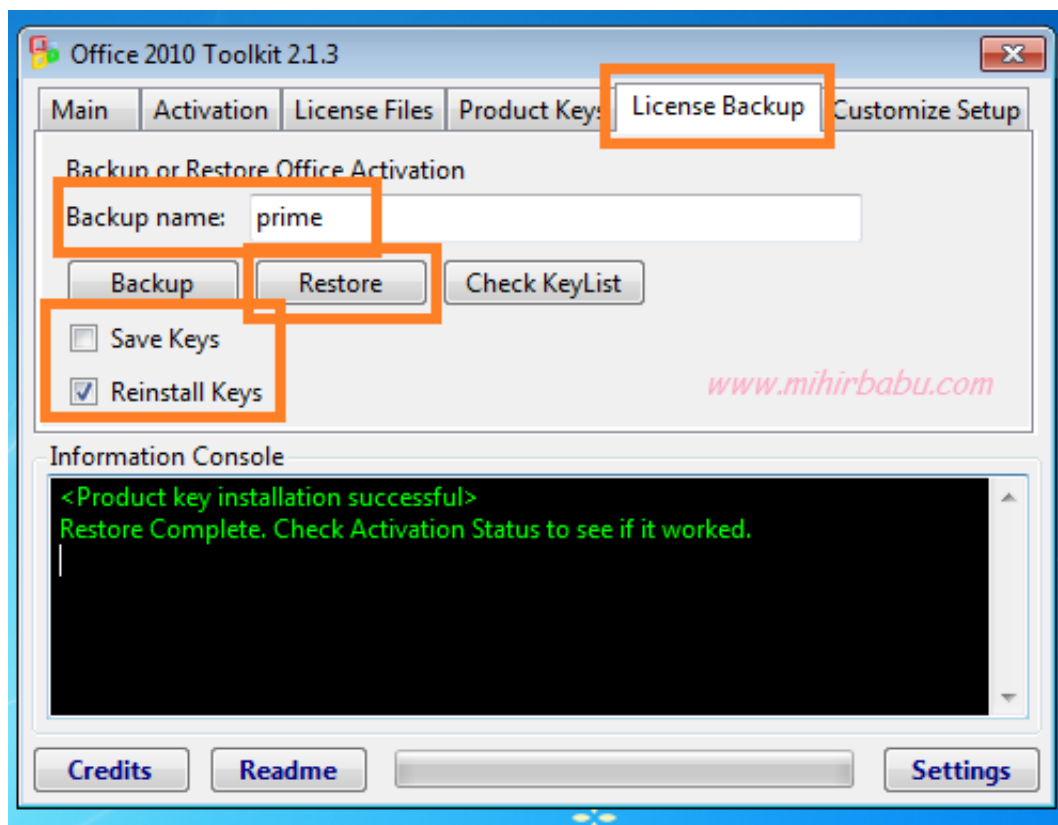 Office 2010 Toolkit 2.1.3
Main Activation License Files Product Keys License Backup Customize Setup
Backup or Restore Office Activation
Backup name: prime
Backup Restore Check KeyList
Save Keys
Reinstall Keys
www.mihirbabu.com
Information Console
<Product key installation successful>
Restore Complete. Check Activation Status to see if it worked.
Credits Readme Settings